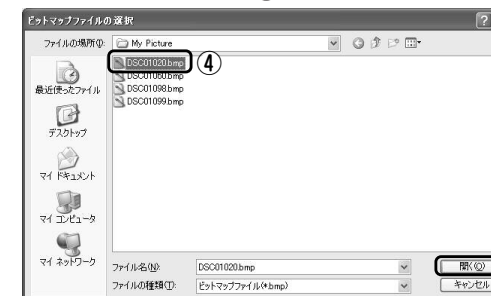 ビットマップファイルの選択
?
ファイルの場所(I):
My Picture
④
DSC01020.bmp
DSC01060.bmp
DSC01098.bmp
DSC01099.bmp
最近使ったファイル
デスクトップ
マイ ドキュメント
マイ コンピュータ
マイ ネットワーク
ファイル名(N):
DSC01020.bmp
開く(O)
ファイルの種類(T):
ビットマップファイル(*.bmp)
キャンセル